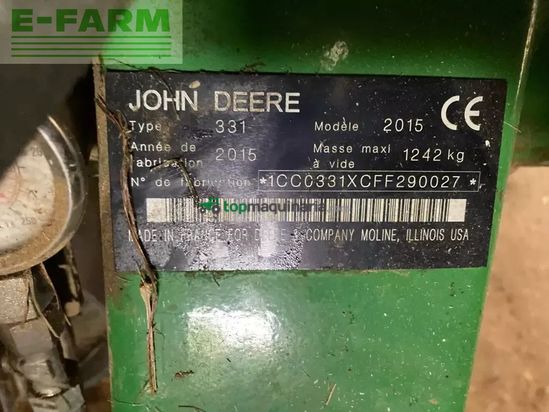 E-FARM
JOHN DEERE
CE
Type 331 Modèle 2015
Année de fabrication 2015 Masse maxi à vide 1242 kg
N° de fabrication *1CC0331XCFF290027*
topmaquinaria
MADE IN FRANCE FOR DEERE & COMPANY MOLINE, ILLINOIS USA